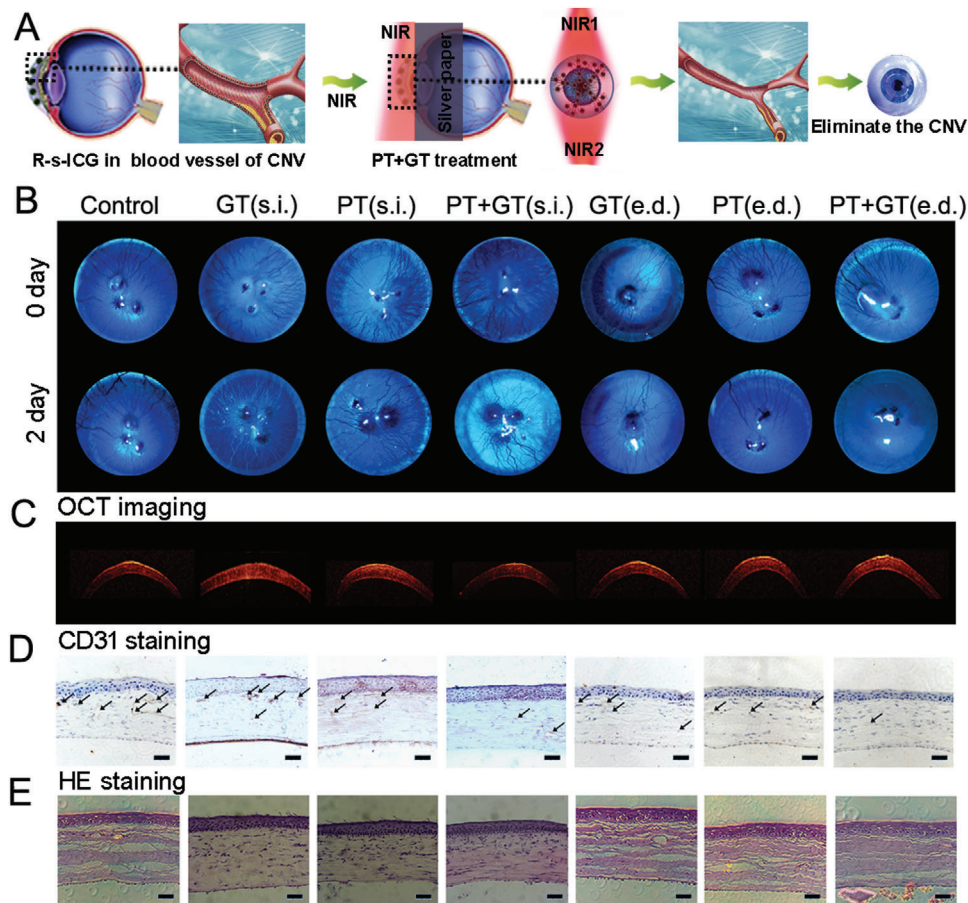 A
NIR
Silver paper
NIR1
NIR
NIR2
R-s-ICG in blood vessel of CNV
PT+GT treatment
Eliminate the CNV
B
Control GT(s.i.) PT(s.i.) PT+GT(s.i.) GT(e.d.) PT(e.d.) PT+GT(e.d.)
0 day
2 day
C OCT imaging
D CD31 staining
E HE staining